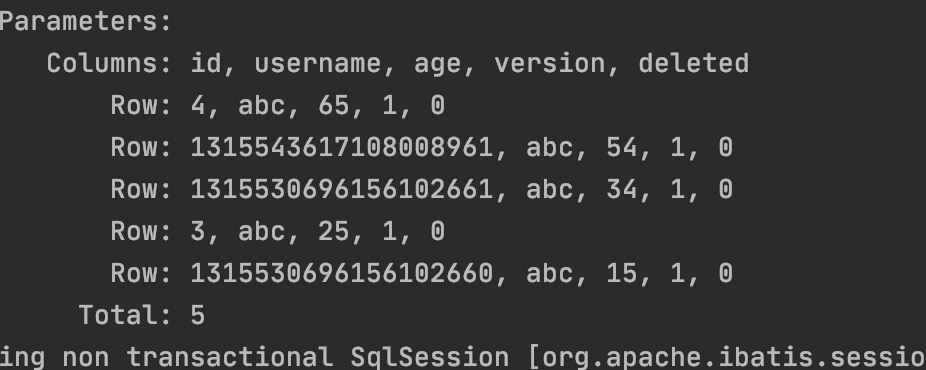 Parameters:
Columns: id, username, age, version, deleted
Row: 4, abc, 65, 1, 0
Row: 1315543617108008961, abc, 54, 1, 0
Row: 1315530696156102661, abc, 34, 1, 0
Row: 3, abc, 25, 1, 0
Row: 1315530696156102660, abc, 15, 1, 0
Total: 5
ing non transactional SqlSession [org.apache.ibatis.sessio